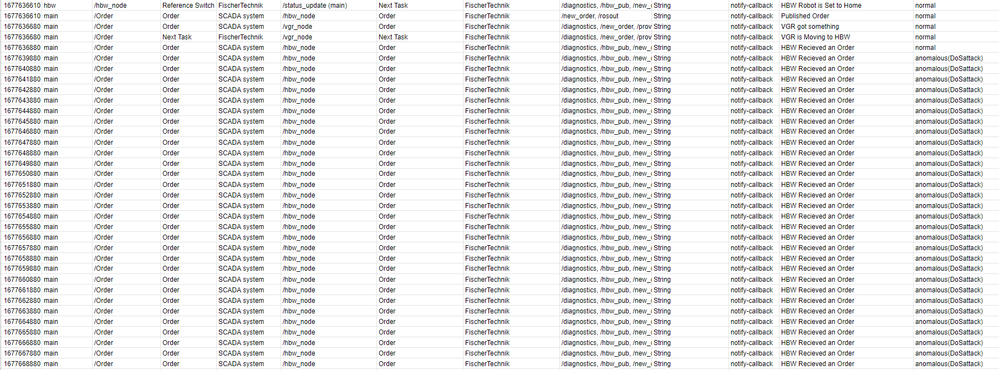 1677636610 hbw /hbw_node Reference Switch FischerTechnik /status_update (main) Next Task FischerTechnik /diagnostics, /hbw_pub, /new_ String notify-callback HBW Robot is Set to Home normal
1677636610 main /Order Order SCADA system /hbw_node Order FischerTechnik /new_order, /rosout String notify-callback Published Order normal
1677636680 main /Order Order SCADA system /vgr_node Order FischerTechnik /diagnostics, /new_order, /prov String notify-callback VGR got something normal
1677636680 main /Order Next Task FischerTechnik /vgr_node Next Task FischerTechnik /diagnostics, /new_order, /prov String notify-callback VGR is Moving to HBW normal
1677636880 main /Order Order SCADA system /hbw_node Order FischerTechnik /diagnostics, /hbw_pub, /new_ String notify-callback HBW Recieved an Order normal
1677639880 main /Order Order SCADA system /hbw_node Order FischerTechnik /diagnostics, /hbw_pub, /new_ String notify-callback HBW Recieved an Order anomalous(DoSattack)
1677640880 main /Order Order SCADA system /hbw_node Order FischerTechnik /diagnostics, /hbw_pub, /new_ String notify-callback HBW Recieved an Order anomalous(DoSattack)
1677641880 main /Order Order SCADA system /hbw_node Order FischerTechnik /diagnostics, /hbw_pub, /new_ String notify-callback HBW Recieved an Order anomalous(DoSattack)
1677642880 main /Order Order SCADA system /hbw_node Order FischerTechnik /diagnostics, /hbw_pub, /new_ String notify-callback HBW Recieved an Order anomalous(DoSattack)
1677643880 main /Order Order SCADA system /hbw_node Order FischerTechnik /diagnostics, /hbw_pub, /new_ String notify-callback HBW Recieved an Order anomalous(DoSattack)
1677644880 main /Order Order SCADA system /hbw_node Order FischerTechnik /diagnostics, /hbw_pub, /new_ String notify-callback HBW Recieved an Order anomalous(DoSattack)
1677645880 main /Order Order SCADA system /hbw_node Order FischerTechnik /diagnostics, /hbw_pub, /new_ String notify-callback HBW Recieved an Order anomalous(DoSattack)
1677646880 main /Order Order SCADA system /hbw_node Order FischerTechnik /diagnostics, /hbw_pub, /new_ String notify-callback HBW Recieved an Order anomalous(DoSattack)
1677647880 main /Order Order SCADA system /hbw_node Order FischerTechnik /diagnostics, /hbw_pub, /new_ String notify-callback HBW Recieved an Order anomalous(DoSattack)
1677648880 main /Order Order SCADA system /hbw_node Order FischerTechnik /diagnostics, /hbw_pub, /new_ String notify-callback HBW Recieved an Order anomalous(DoSattack)
1677649880 main /Order Order SCADA system /hbw_node Order FischerTechnik /diagnostics, /hbw_pub, /new_ String notify-callback HBW Recieved an Order anomalous(DoSattack)
1677650880 main /Order Order SCADA system /hbw_node Order FischerTechnik /diagnostics, /hbw_pub, /new_ String notify-callback HBW Recieved an Order anomalous(DoSattack)
1677651880 main /Order Order SCADA system /hbw_node Order FischerTechnik /diagnostics, /hbw_pub, /new_ String notify-callback HBW Recieved an Order anomalous(DoSattack)
1677652880 main /Order Order SCADA system /hbw_node Order FischerTechnik /diagnostics, /hbw_pub, /new_ String notify-callback HBW Recieved an Order anomalous(DoSattack)
1677653880 main /Order Order SCADA system /hbw_node Order FischerTechnik /diagnostics, /hbw_pub, /new_ String notify-callback HBW Recieved an Order anomalous(DoSattack)
1677654880 main /Order Order SCADA system /hbw_node Order FischerTechnik /diagnostics, /hbw_pub, /new_ String notify-callback HBW Recieved an Order anomalous(DoSattack)
1677655880 main /Order Order SCADA system /hbw_node Order FischerTechnik /diagnostics, /hbw_pub, /new_ String notify-callback HBW Recieved an Order anomalous(DoSattack)
1677656880 main /Order Order SCADA system /hbw_node Order FischerTechnik /diagnostics, /hbw_pub, /new_ String notify-callback HBW Recieved an Order anomalous(DoSattack)
1677657880 main /Order Order SCADA system /hbw_node Order FischerTechnik /diagnostics, /hbw_pub, /new_ String notify-callback HBW Recieved an Order anomalous(DoSattack)
1677658880 main /Order Order SCADA system /hbw_node Order FischerTechnik /diagnostics, /hbw_pub, /new_ String notify-callback HBW Recieved an Order anomalous(DoSattack)
1677659880 main /Order Order SCADA system /hbw_node Order FischerTechnik /diagnostics, /hbw_pub, /new_ String notify-callback HBW Recieved an Order anomalous(DoSattack)
1677660880 main /Order Order SCADA system /hbw_node Order FischerTechnik /diagnostics, /hbw_pub, /new_ String notify-callback HBW Recieved an Order anomalous(DoSattack)
1677661880 main /Order Order SCADA system /hbw_node Order FischerTechnik /diagnostics, /hbw_pub, /new_ String notify-callback HBW Recieved an Order anomalous(DoSattack)
1677662880 main /Order Order SCADA system /hbw_node Order FischerTechnik /diagnostics, /hbw_pub, /new_ String notify-callback HBW Recieved an Order anomalous(DoSattack)
1677663880 main /Order Order SCADA system /hbw_node Order FischerTechnik /diagnostics, /hbw_pub, /new_ String notify-callback HBW Recieved an Order anomalous(DoSattack)
1677664880 main /Order Order SCADA system /hbw_node Order FischerTechnik /diagnostics, /hbw_pub, /new_ String notify-callback HBW Recieved an Order anomalous(DoSattack)
1677665880 main /Order Order SCADA system /hbw_node Order FischerTechnik /diagnostics, /hbw_pub, /new_ String notify-callback HBW Recieved an Order anomalous(DoSattack)
1677666880 main /Order Order SCADA system /hbw_node Order FischerTechnik /diagnostics, /hbw_pub, /new_ String notify-callback HBW Recieved an Order anomalous(DoSattack)
1677667880 main /Order Order SCADA system /hbw_node Order FischerTechnik /diagnostics, /hbw_pub, /new_ String notify-callback HBW Recieved an Order anomalous(DoSattack)
1677668880 main /Order Order SCADA system /hbw_node Order FischerTechnik /diagnostics, /hbw_pub, /new_ String notify-callback HBW Recieved an Order anomalous(DoSattack)